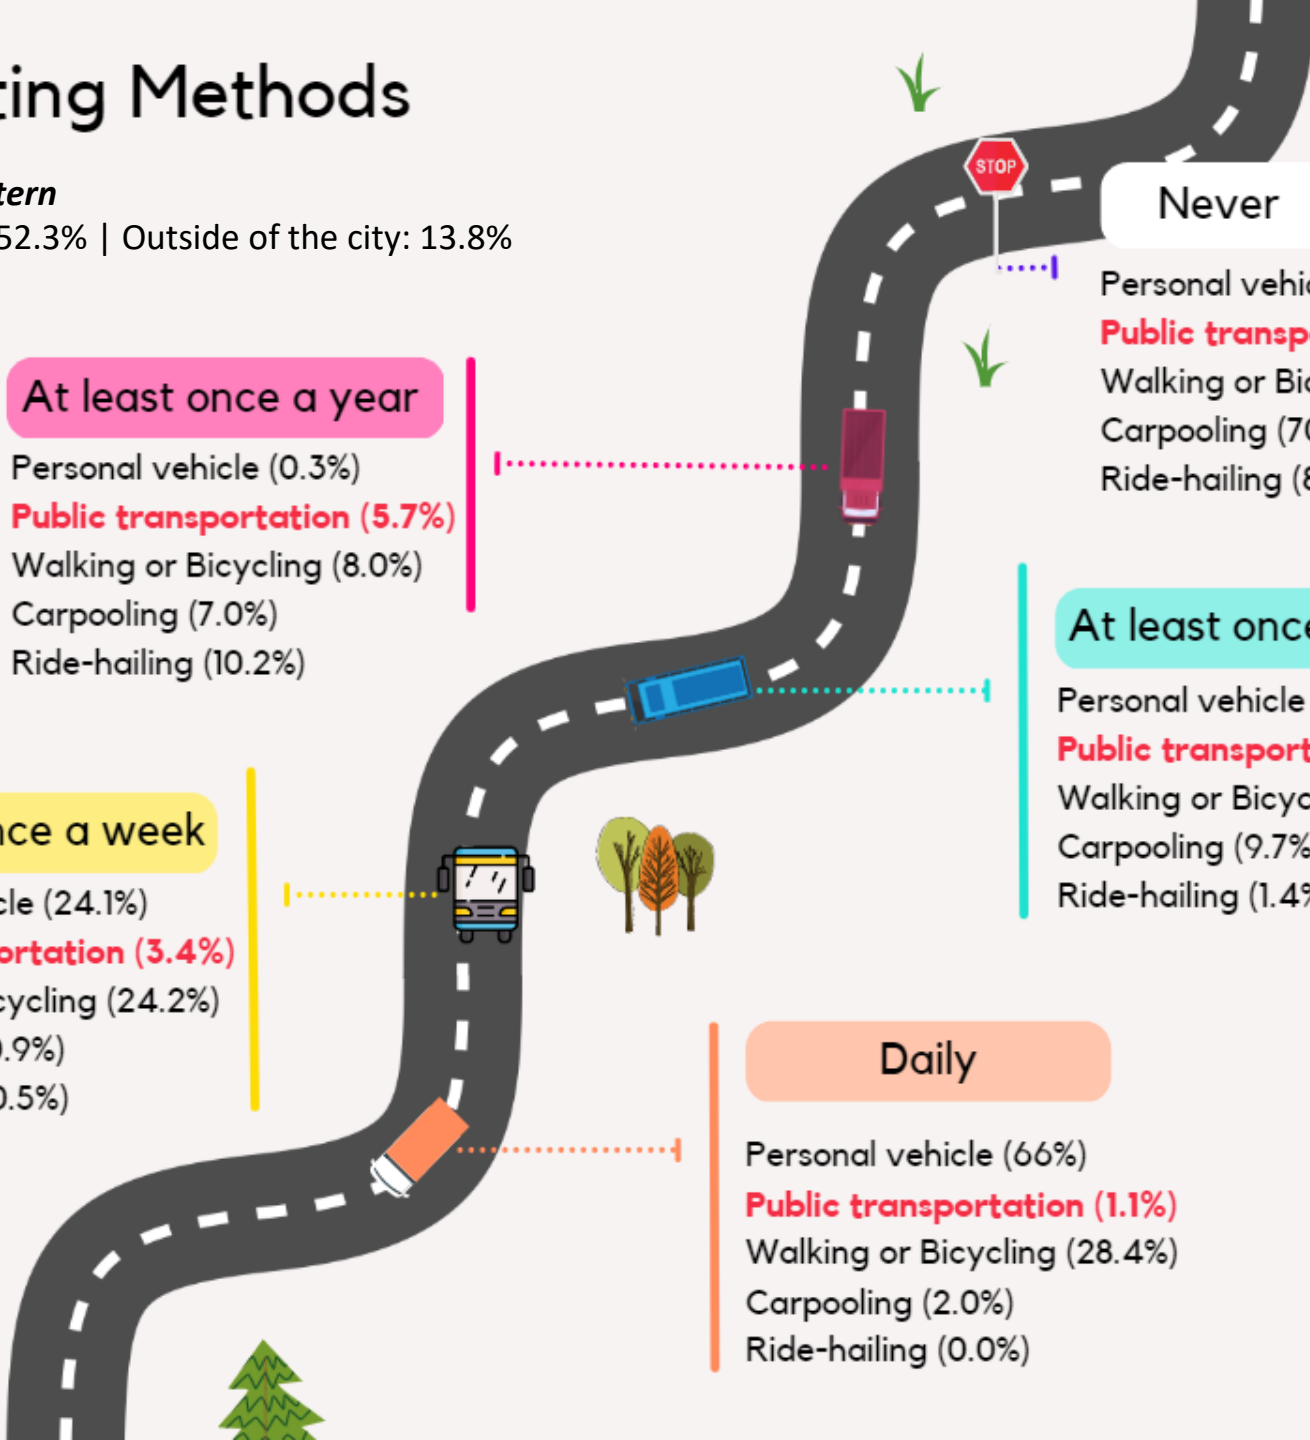 ting Methods
tern
52.3% | Outside of the city: 13.8%
STOP
Never
Personal vehic
Public transp
Walking or Bic
Carpooling (70
Ride-hailing (8
At least once a year
Personal vehicle (0.3%)
Public transportation (5.7%)
Walking or Bicycling (8.0%)
Carpooling (7.0%)
Ride-hailing (10.2%)
At least once
Personal vehicle
Public transport
Walking or Bicyc
Carpooling (9.7%
Ride-hailing (1.4%
nce a week
cle (24.1%)
ortation (3.4%)
cycling (24.2%)
.9%)
0.5%)
Daily
Personal vehicle (66%)
Public transportation (1.1%)
Walking or Bicycling (28.4%)
Carpooling (2.0%)
Ride-hailing (0.0%)